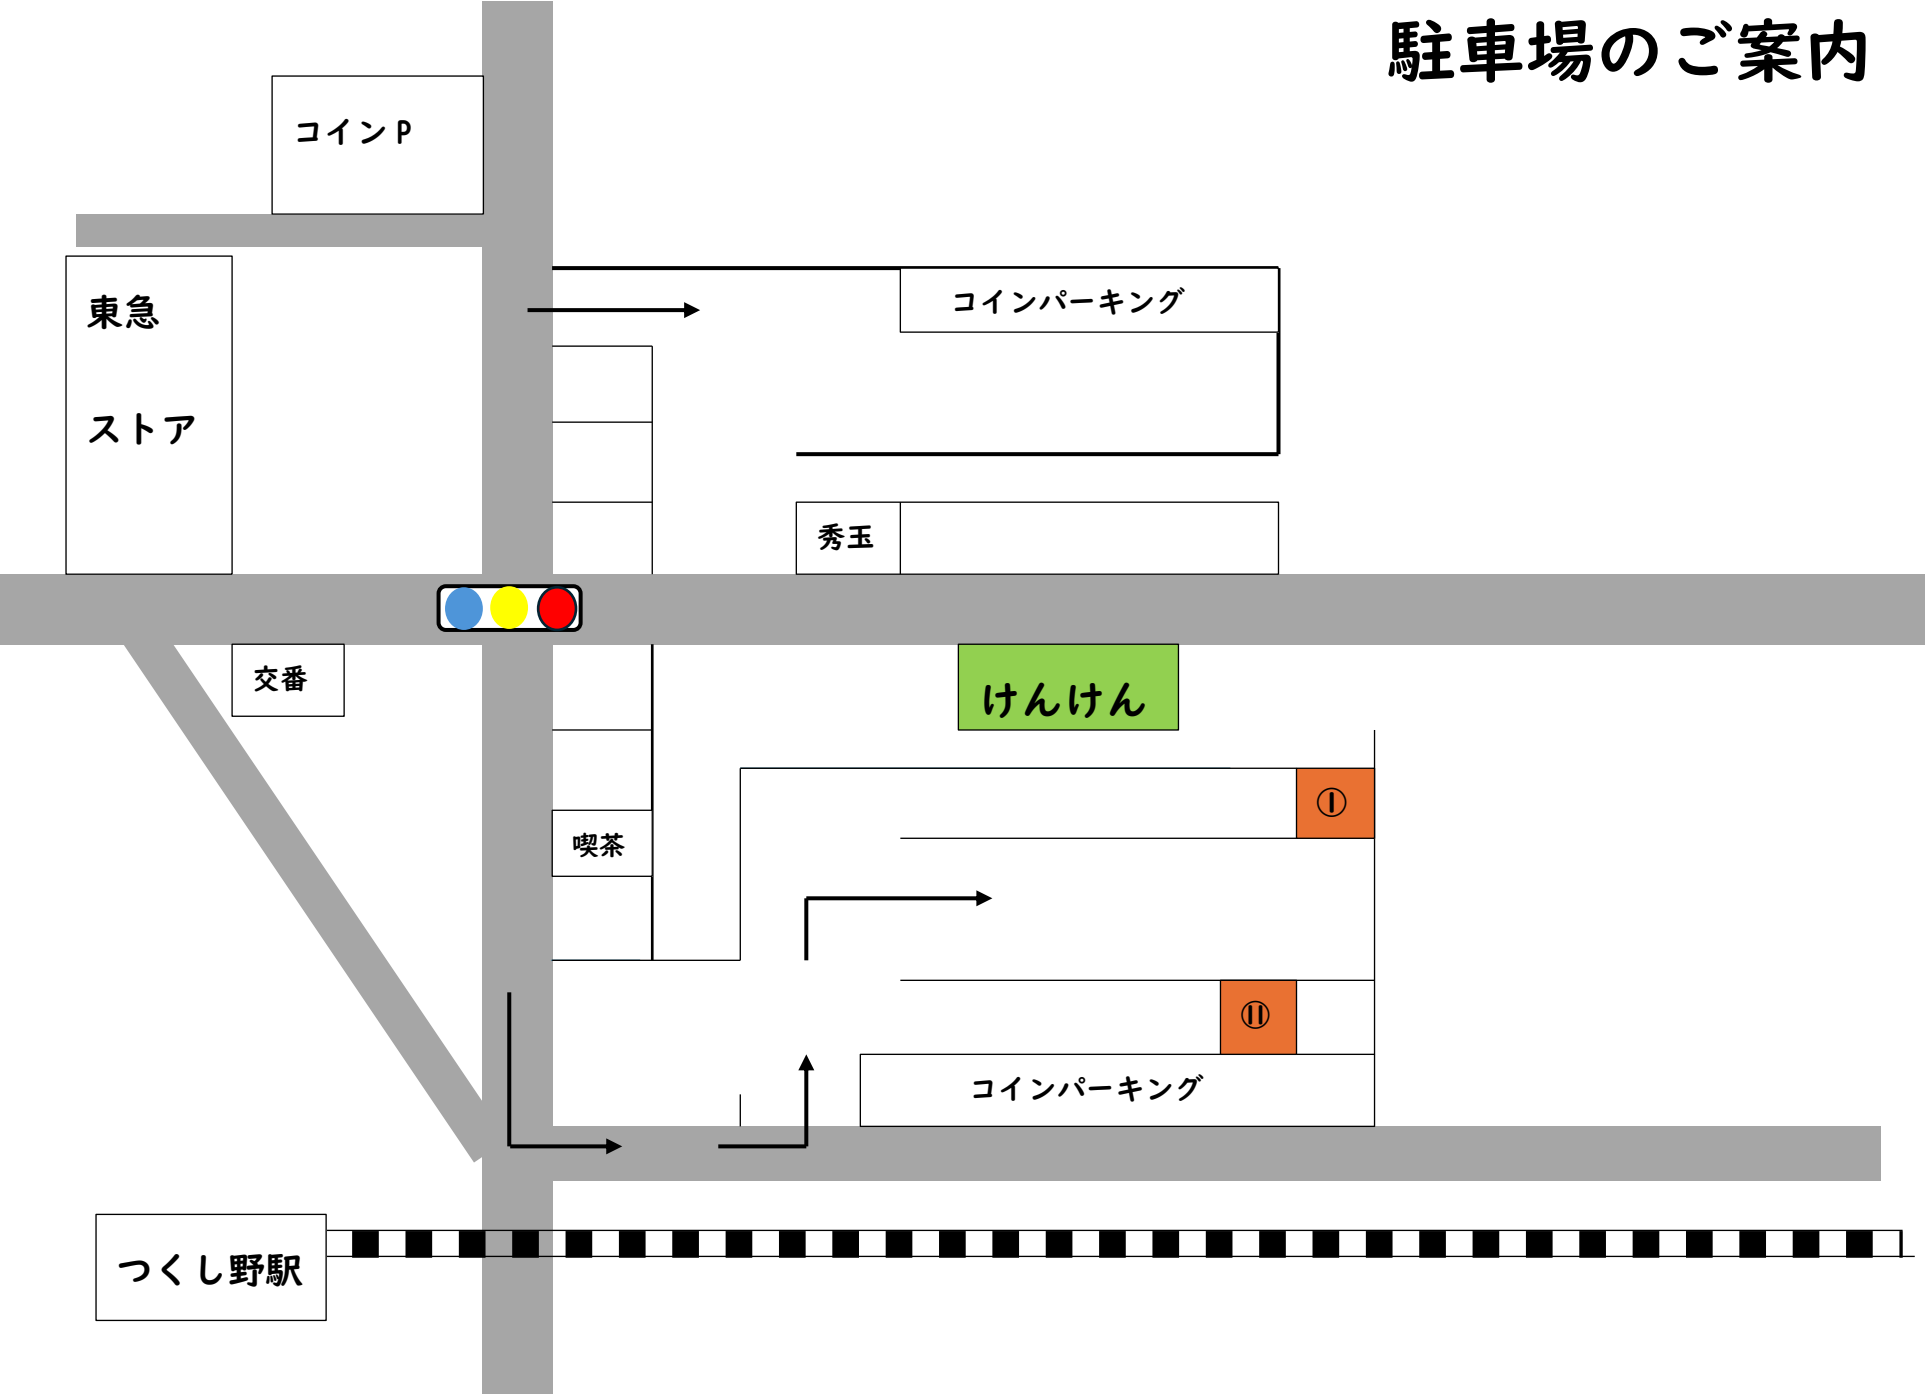 駐車場のご案内
コインP
東急
ストア
コインパーキング
秀玉
交番
けんけん
①
喫茶
⑪
コインパーキング
つくし野駅